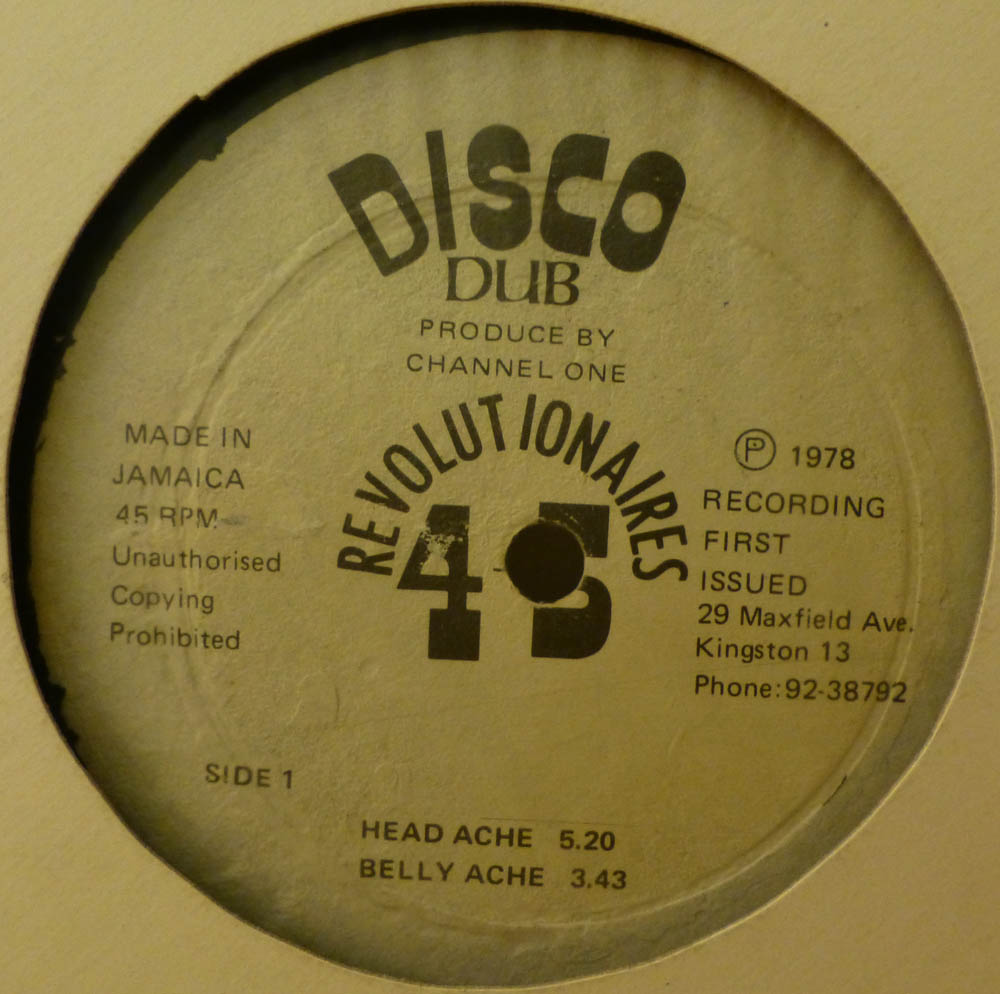 DISCO
DUB
PRODUCE BY
CHANNEL ONE
REVOLUTIONAIRES
45
MADE IN
JAMAICA
45 RPM
Unauthorised
Copying
Prohibited
Ⓟ 1978
RECORDING
FIRST
ISSUED
29 Maxfield Ave.
Kingston 13
Phone:92-38792
SIDE 1
HEAD ACHE 5.20
BELLY ACHE 3.43